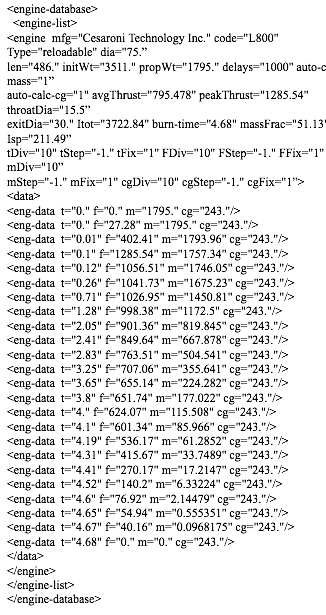 <engine-database>
<engine-list>
<engine mfg="Cesaroni Technology Inc." code="L800"
Type="reloadable" dia="75.”
len="486." initWt="3511." propWt="1795." delays="1000" auto-c
mass="1”
auto-calc-cg="1" avgThrust="795.478" peakThrust="1285.54"
throatDia="15.5”
exitDia="30." Itot="3722.84" burn-time="4.68" massFrac="51.13"
Isp="211.49"
tDiv="10" tStep="-1." tFix="1" FDiv="10" FStep="-1." FFix="1"
mDiv="10”
mStep="-1." mFix="1" cgDiv="10" cgStep="-1." cgFix="1”>
<data>
<eng-data t="0." f="0." m="1795." cg="243."/>
<eng-data t="0." f="27.28" m="1795." cg="243."/>
<eng-data t="0.01" f="402.41" m="1793.96" cg="243."/>
<eng-data t="0.1" f="1285.54" m="1757.34" cg="243."/>
<eng-data t="0.12" f="1056.51" m="1746.05" cg="243."/>
<eng-data t="0.26" f="1041.73" m="1675.23" cg="243."/>
<eng-data t="0.71" f="1026.95" m="1450.81" cg="243."/>
<eng-data t="1.28" f="998.38" m="1172.5" cg="243."/>
<eng-data t="2.05" f="901.36" m="819.845" cg="243."/>
<eng-data t="2.41" f="849.64" m="667.878" cg="243."/>
<eng-data t="2.83" f="763.51" m="504.541" cg="243."/>
<eng-data t="3.25" f="707.06" m="355.641" cg="243."/>
<eng-data t="3.65" f="655.14" m="224.282" cg="243."/>
<eng-data t="3.8" f="651.74" m="177.022" cg="243."/>
<eng-data t="4." f="624.07" m="115.508" cg="243."/>
<eng-data t="4.1" f="601.34" m="85.966" cg="243."/>
<eng-data t="4.19" f="536.17" m="61.2852" cg="243."/>
<eng-data t="4.31" f="415.67" m="33.7489" cg="243."/>
<eng-data t="4.41" f="270.17" m="17.2147" cg="243."/>
<eng-data t="4.52" f="140.2" m="6.33224" cg="243."/>
<eng-data t="4.6" f="76.92" m="2.14479" cg="243."/>
<eng-data t="4.65" f="54.94" m="0.555351" cg="243."/>
<eng-data t="4.67" f="40.16" m="0.0968175" cg="243."/>
<eng-data t="4.68" f="0." m="0." cg="243."/>
</data>
</engine>
</engine-list>
</engine-database>